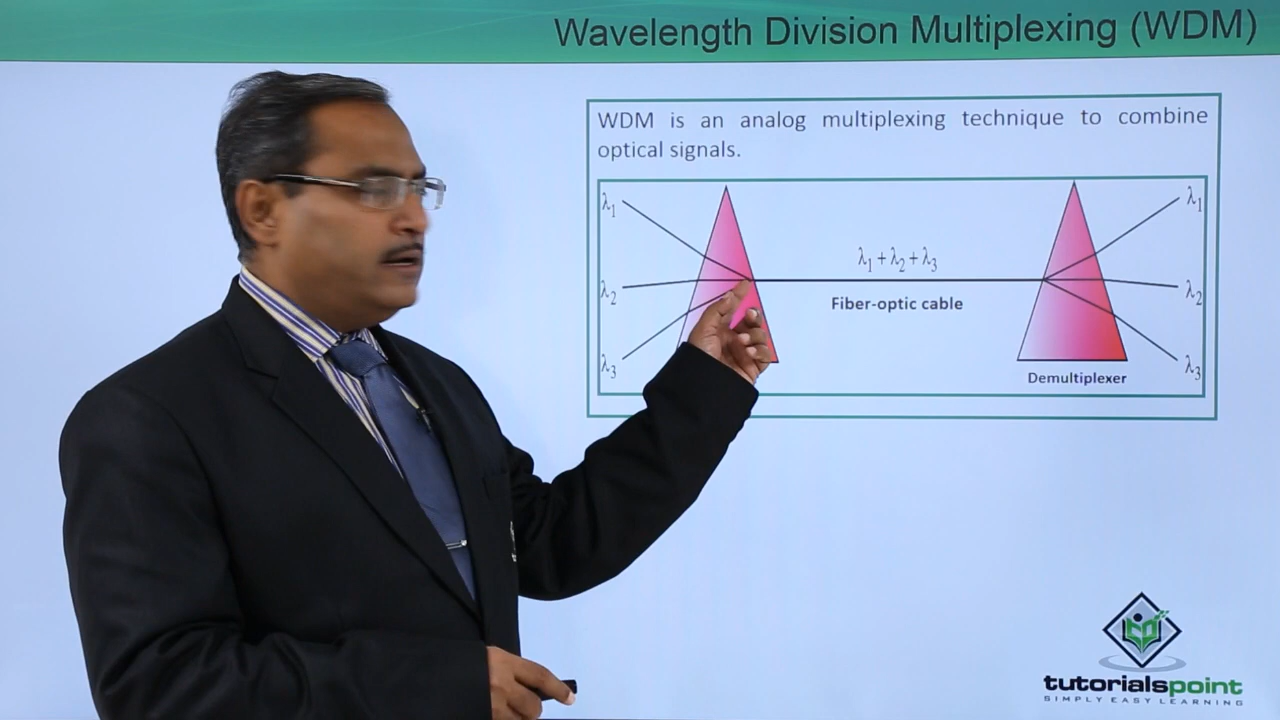 Wavelength Division Multiplexing (WDM)
WDM is an analog multiplexing technique to combine
optical signals.
λ1
λ2
λ3
λ1 + λ2 + λ3
Fiber-optic cable
λ1
λ2
λ3
Demultiplexer
tutorialspoint
SIMPLY EASY LEARNING